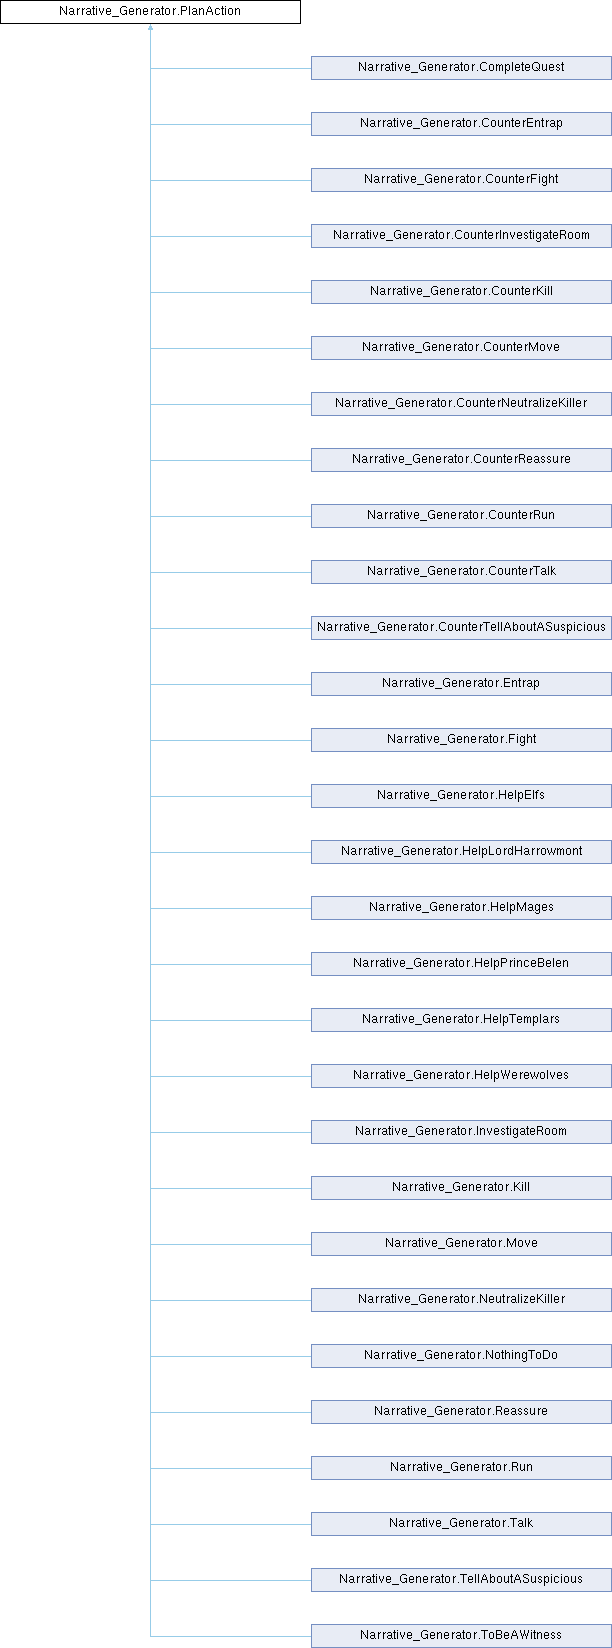 Narrative_Generator.PlanAction
Narrative_Generator.CompleteQuest
Narrative_Generator.CounterEntrap
Narrative_Generator.CounterFight
Narrative_Generator.CounterInvestigateRoom
Narrative_Generator.CounterKill
Narrative_Generator.CounterMove
Narrative_Generator.CounterNeutralizeKiller
Narrative_Generator.CounterReassure
Narrative_Generator.CounterRun
Narrative_Generator.CounterTalk
Narrative_Generator.CounterTellAboutASuspicious
Narrative_Generator.Entrap
Narrative_Generator.Fight
Narrative_Generator.HelpElfs
Narrative_Generator.HelpLordHarrowmont
Narrative_Generator.HelpMages
Narrative_Generator.HelpPrinceBelen
Narrative_Generator.HelpTemplars
Narrative_Generator.HelpWerewolves
Narrative_Generator.InvestigateRoom
Narrative_Generator.Kill
Narrative_Generator.Move
Narrative_Generator.NeutralizeKiller
Narrative_Generator.NothingToDo
Narrative_Generator.Reassure
Narrative_Generator.Run
Narrative_Generator.Talk
Narrative_Generator.TellAboutASuspicious
Narrative_Generator.ToBeAWitness